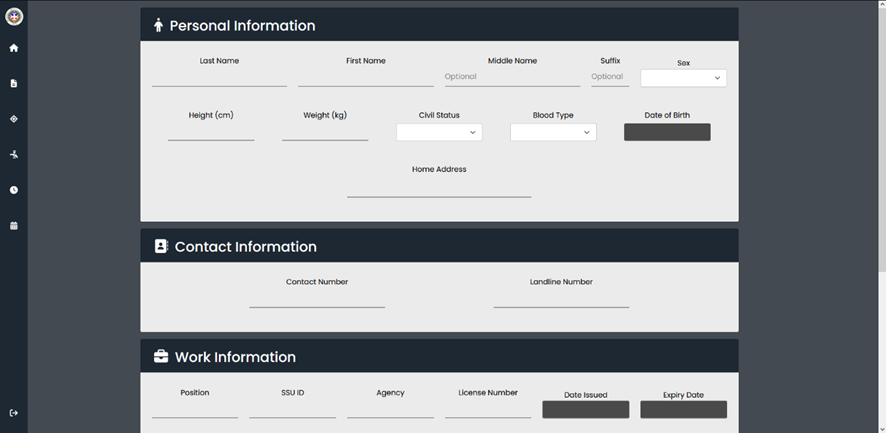 Personal Information
Last Name First Name Middle Name Suffix Sex
Optional Optional
Height (cm) Weight (kg) Civil Status Blood Type Date of Birth
Home Address
Contact Information
Contact Number Landline Number
Work Information
Position SSU ID Agency License Number Date Issued Expiry Date